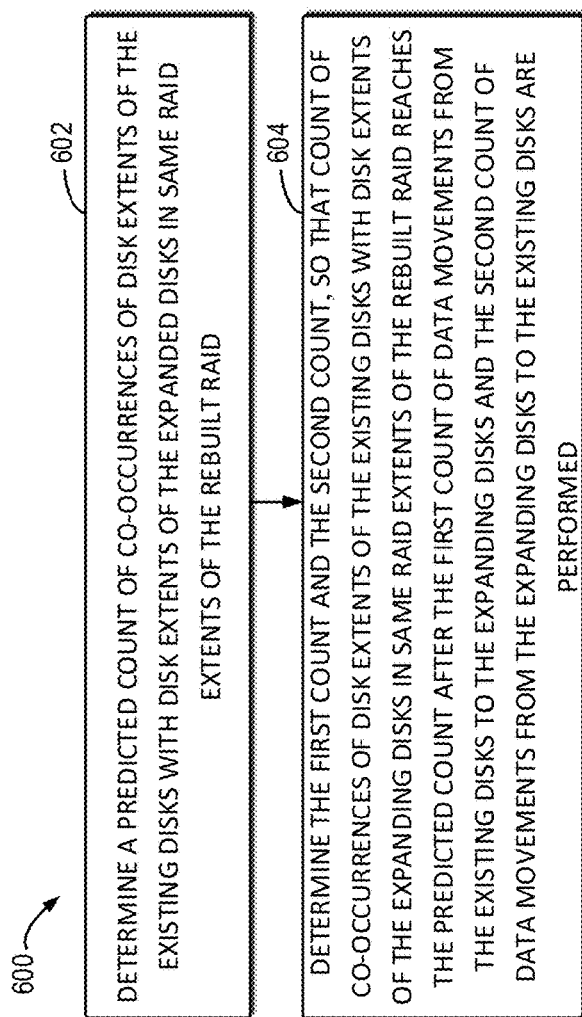 600
602
DETERMINE A PREDICTED COUNT OF CO-OCCURRENCES OF DISK EXTENTS OF THE
EXISTING DISKS WITH DISK EXTENTS OF THE EXPANDED DISKS IN SAME RAID
EXTENTS OF THE REBUILT RAID
604
DETERMINE THE FIRST COUNT AND THE SECOND COUNT, SO THAT COUNT OF
CO-OCCURRENCES OF DISK EXTENTS OF THE EXISTING DISKS WITH DISK EXTENTS
OF THE EXPANDING DISKS IN SAME RAID EXTENTS OF THE REBUILT RAID REACHES
THE PREDICTED COUNT AFTER THE FIRST COUNT OF DATA MOVEMENTS FROM
THE EXISTING DISKS TO THE EXPANDING DISKS AND THE SECOND COUNT OF
DATA MOVEMENTS FROM THE EXPANDING DISKS TO THE EXISTING DISKS ARE
PERFORMED